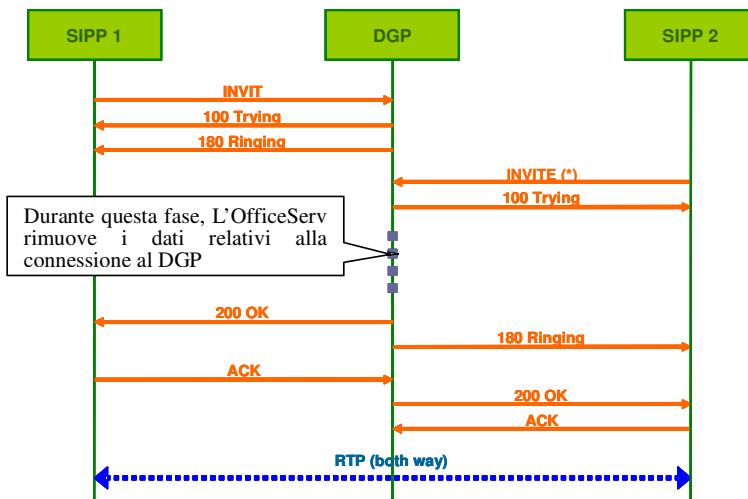 SIPP 1
DGP
SIPP 2
INVIT
100 Trying
180 Ringing
INVITE (*)
100 Trying
Durante questa fase, L’OfficeServ
rimuove i dati relativi alla
connessione al DGP
200 OK
180 Ringing
ACK
200 OK
ACK
RTP (both way)